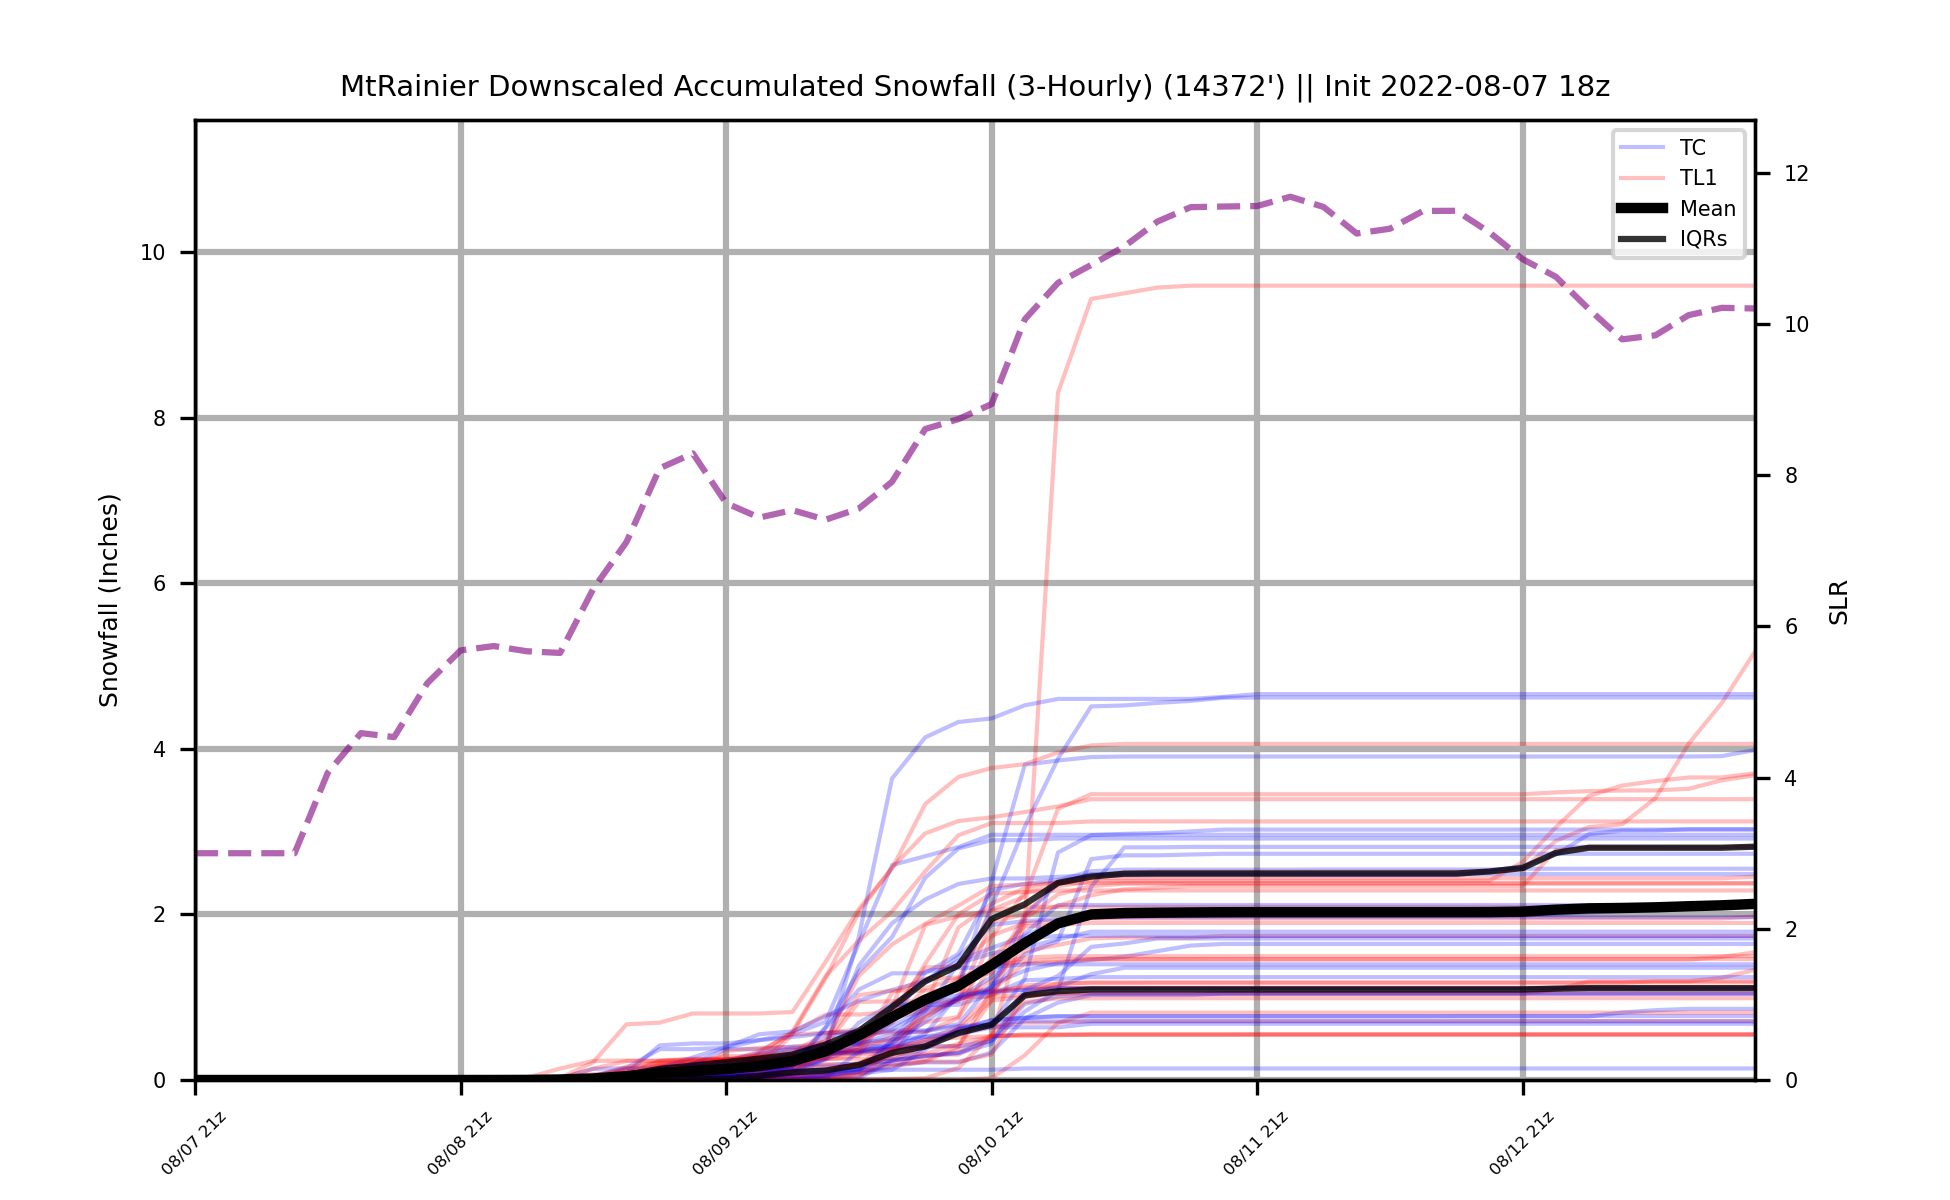 MtRainier Downscaled Accumulated Snowfall (3-Hourly) (14372') || Init 2022-08-07 18z
TC
TL1
Mean
IQRs
Snowfall (Inches)
10
8
6
4
2
0
SLR
12
10
8
6
4
2
0
08/07 21z
08/08 21z
08/09 21z
08/10 21z
08/11 21z
08/12 21z